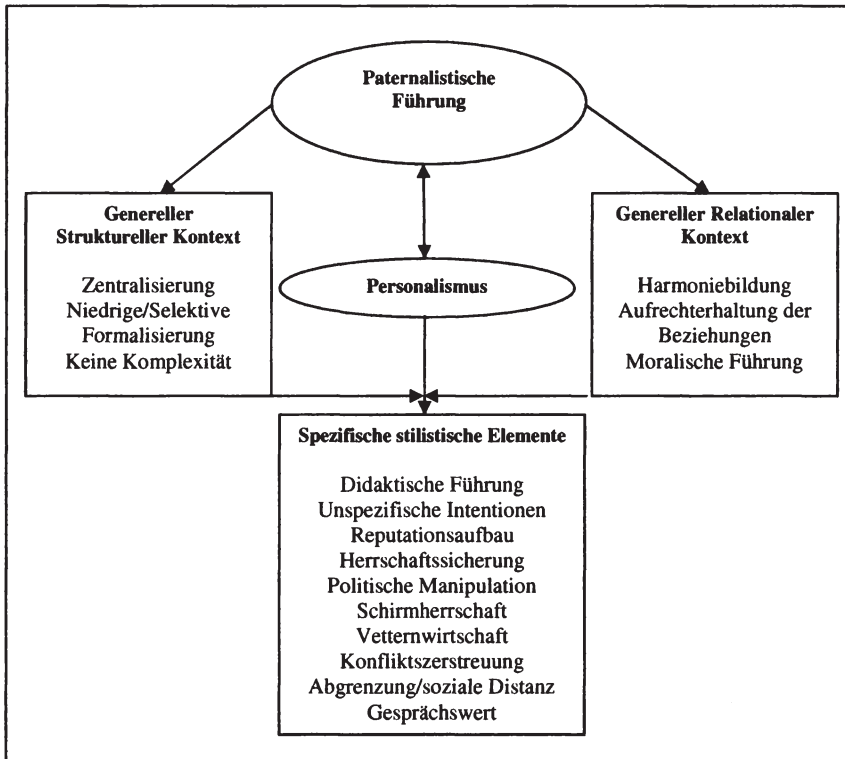 Paternalistische
Führung
Genereller
Struktureller Kontext
Zentralisierung
Niedrige/Selektive
Formalisierung
Keine Komplexität
Personalismus
Genereller Relationaler
Kontext
Harmoniebildung
Aufrechterhaltung der
Beziehungen
Moralische Führung
Spezifische stilistische Elemente
Didaktische Führung
Unspezifische Intentionen
Reputationsaufbau
Herrschaftssicherung
Politische Manipulation
Schirmherrschaft
Vetternwirtschaft
Konfliktszerstreuung
Abgrenzung/soziale Distanz
Gesprächswert